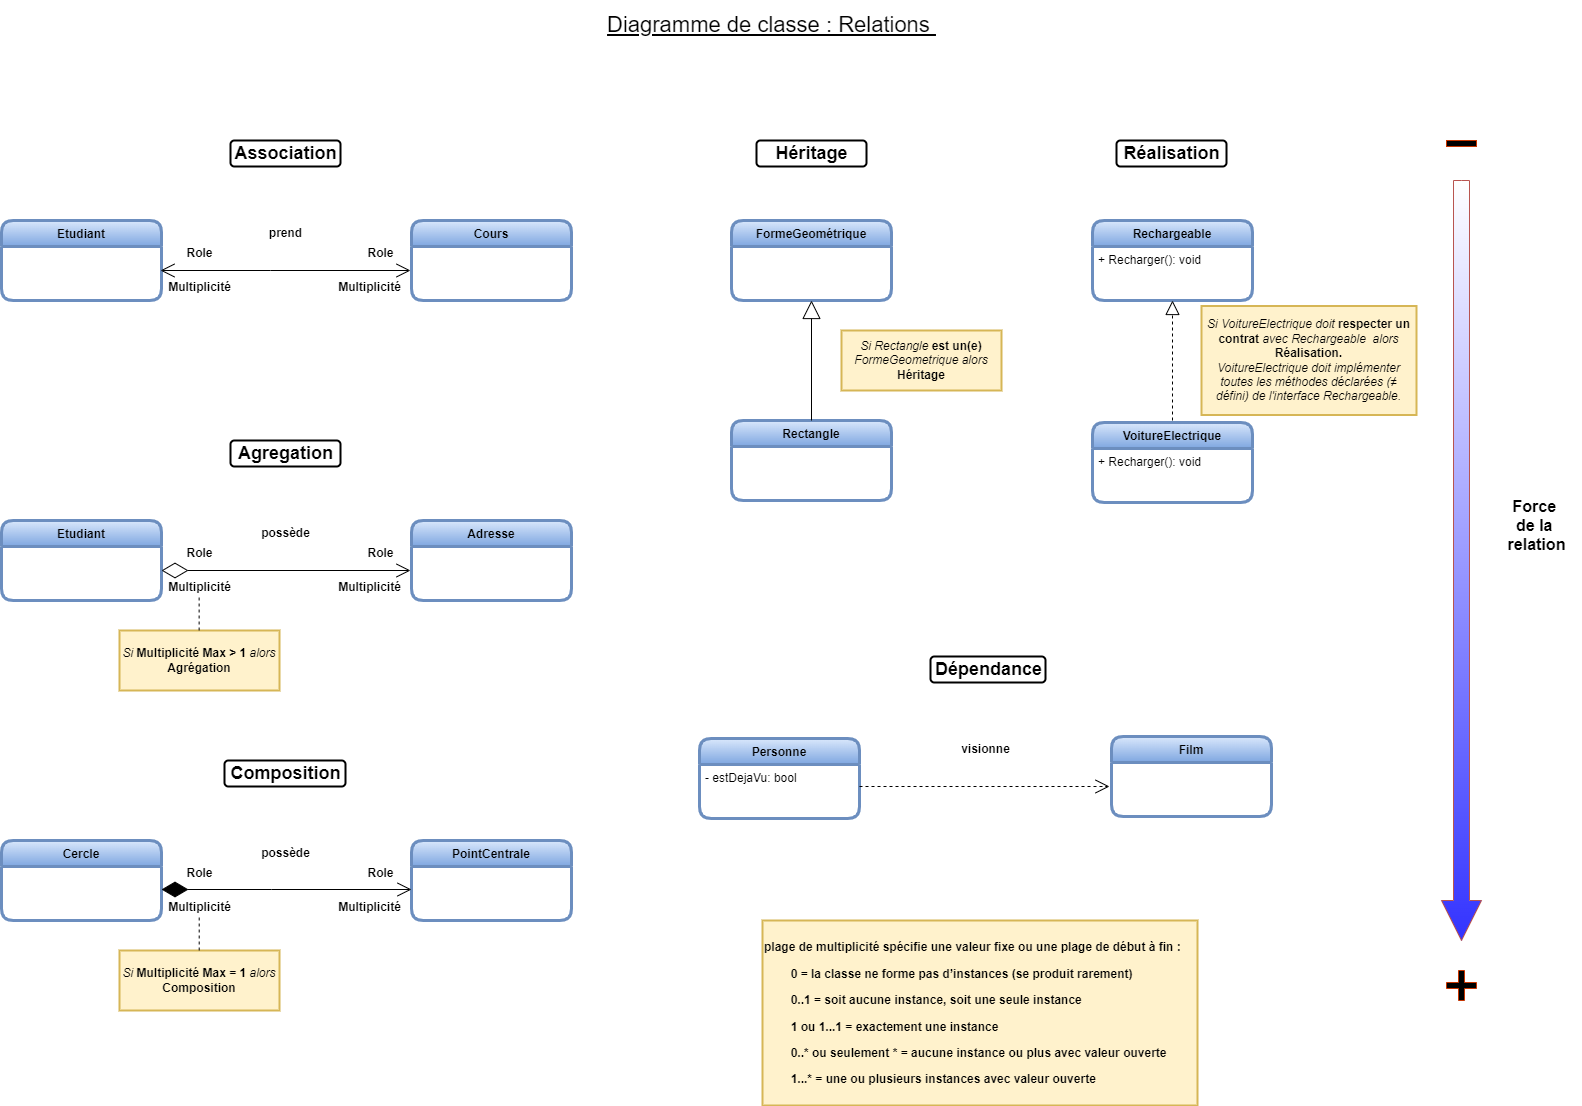 Diagramme de classe : Relations
Association
Etudiant
prend
Role
Role
Multiplicité
Multiplicité
Cours
Agregation
Etudiant
possède
Role
Role
Multiplicité
Multiplicité
Adresse
Si Multiplicité Max > 1 alors
Agrégation
Composition
Cercle
possède
Role
Role
Multiplicité
Multiplicité
PointCentrale
Si Multiplicité Max = 1 alors
Composition
Héritage
FormeGeométrique
Si Rectangle est un(e)
FormeGeometrique alors
Héritage
Rectangle
Réalisation
Rechargeable
+ Recharger(): void
Si VoitureElectrique doit respecter un
contrat avec Rechargeable alors
Réalisation.
VoitureElectrique doit implémenter
toutes les méthodes déclarées (≠
défini) de l'interface Rechargeable.
VoitureElectrique
+ Recharger(): void
Dépendance
Personne
- estDejaVu: bool
visionne
Film
plage de multiplicité spécifie une valeur fixe ou une plage de début à fin :
0 = la classe ne forme pas d’instances (se produit rarement)
0..1 = soit aucune instance, soit une seule instance
1 ou 1...1 = exactement une instance
0..* ou seulement * = aucune instance ou plus avec valeur ouverte
1...* = une ou plusieurs instances avec valeur ouverte
−
Force
de la
relation
+